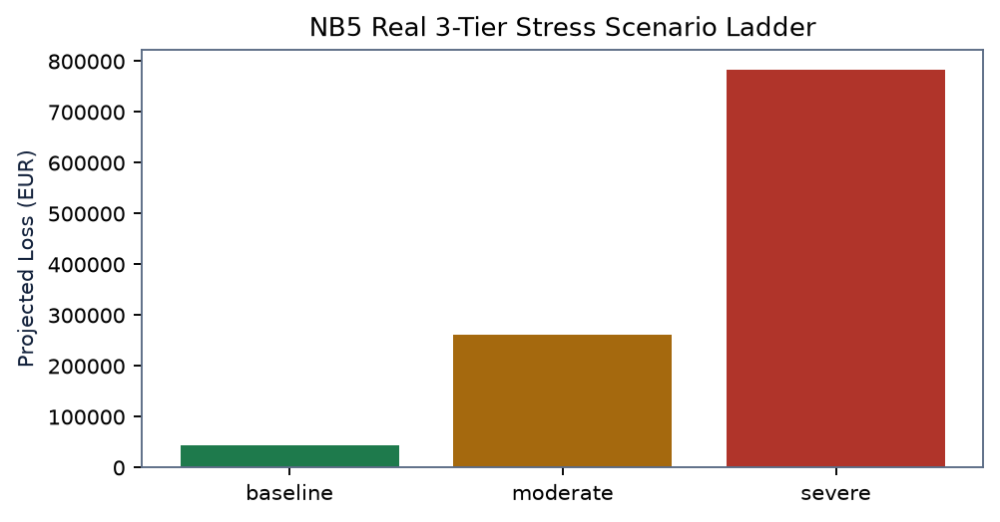 NB5 Real 3-Tier Stress Scenario Ladder
Projected Loss (EUR)
800000
700000
600000
500000
400000
300000
200000
100000
0
baseline
moderate
severe